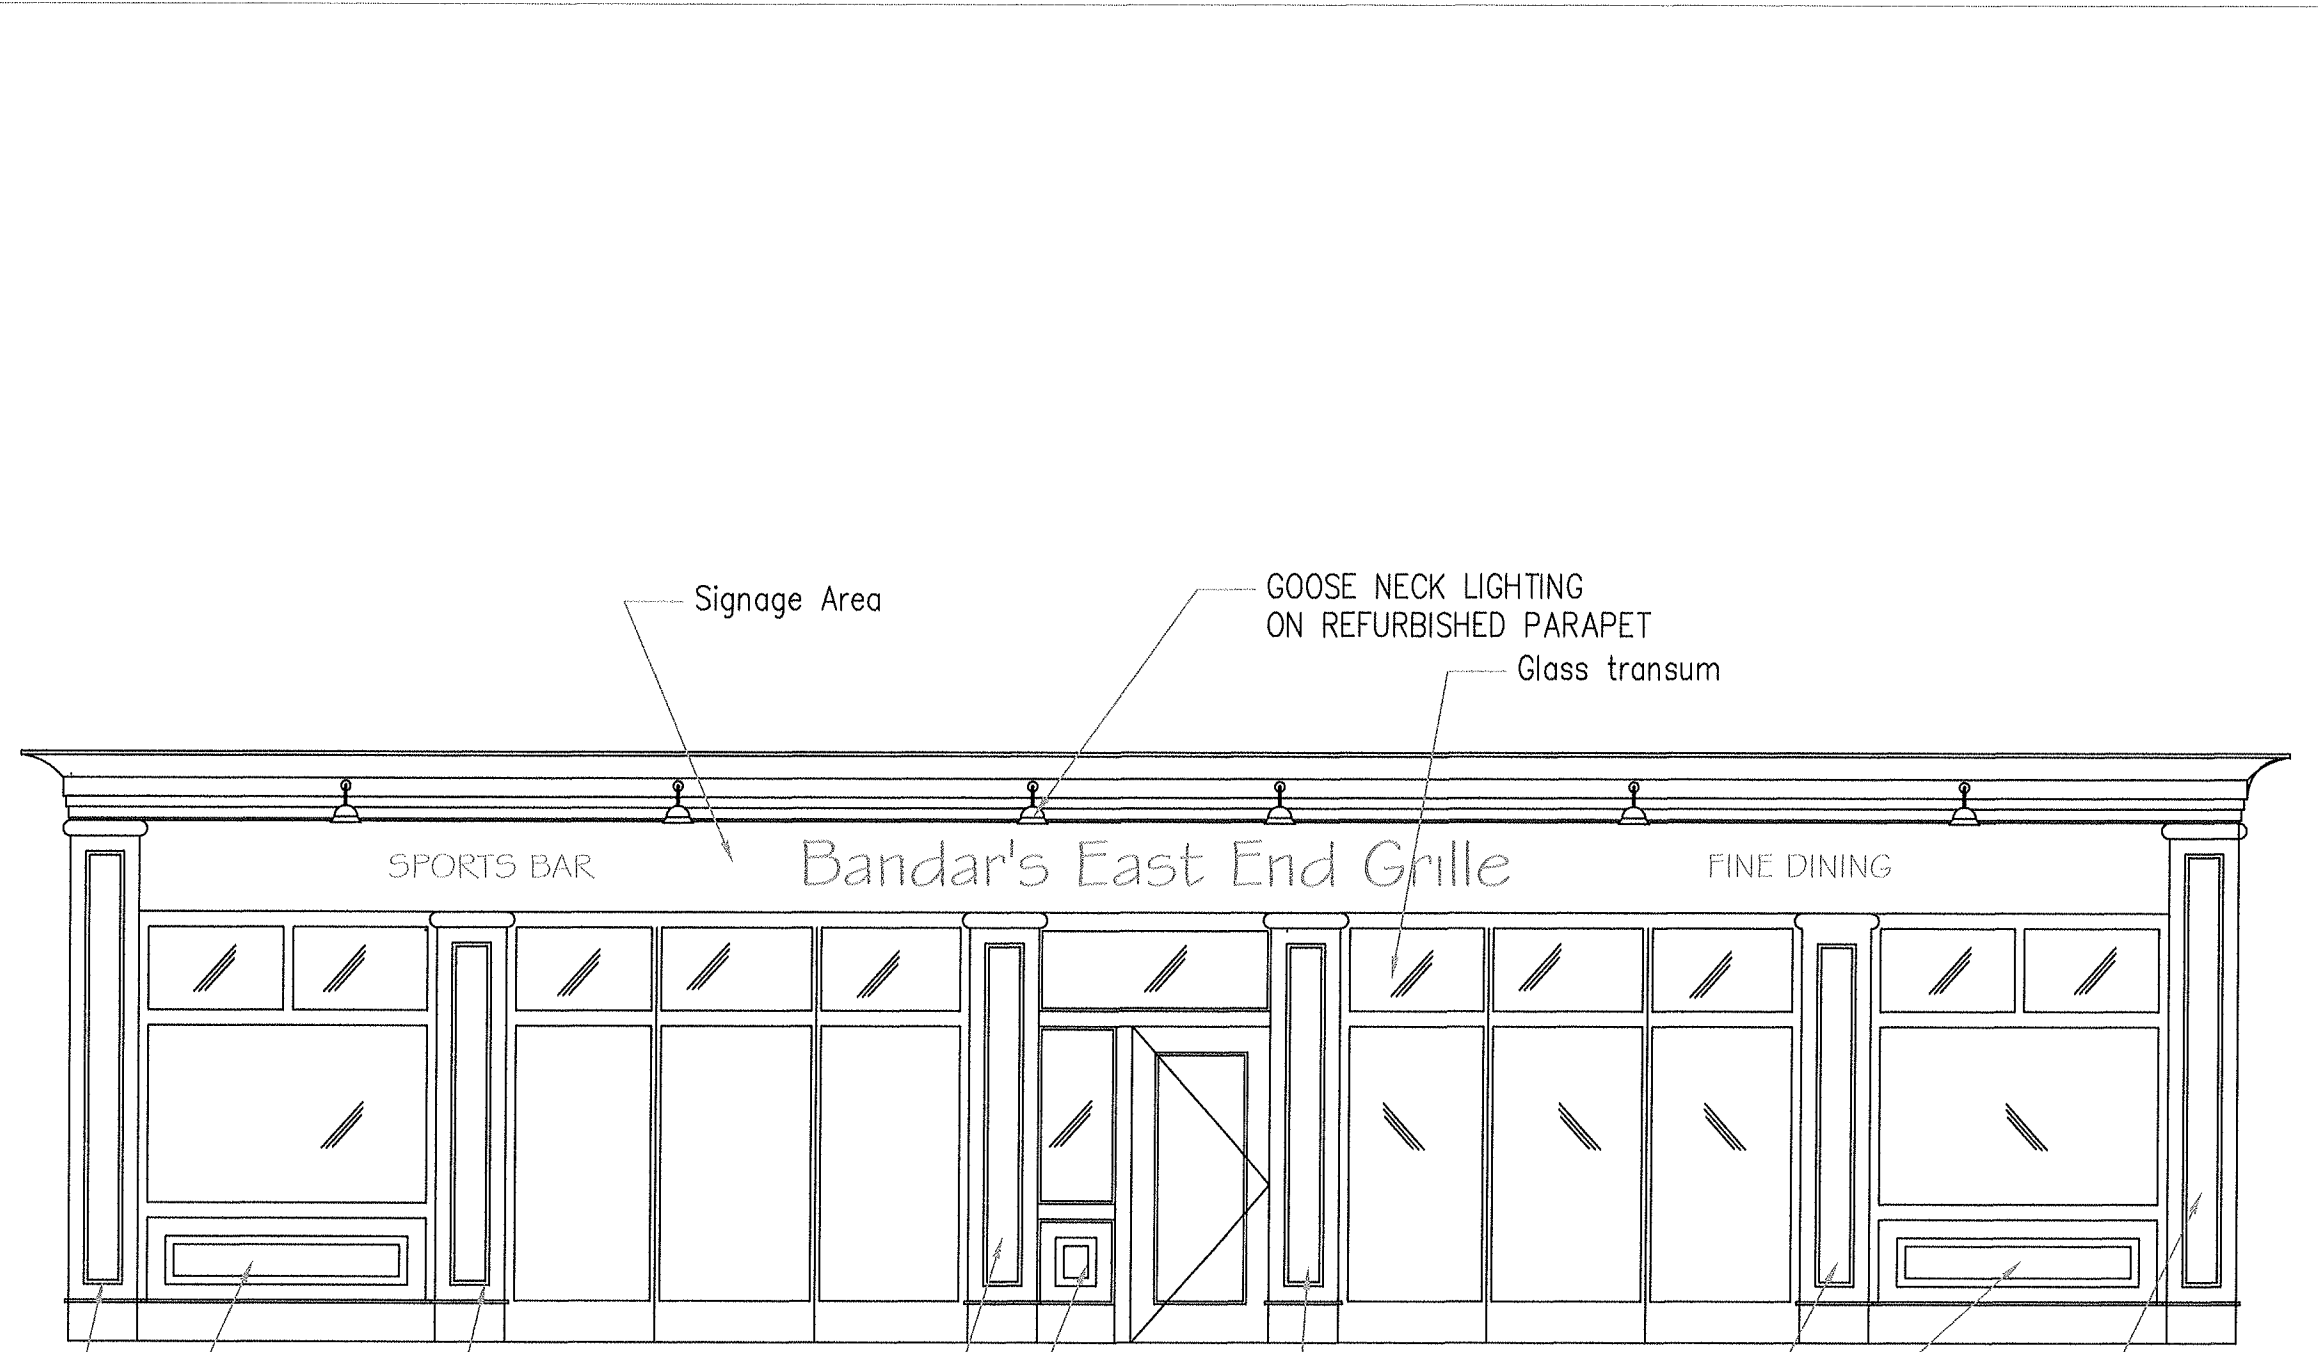 Signage Area
GOOSE NECK LIGHTING
ON REFURBISHED PARAPET
Glass transum
SPORTS BAR
Bandar's East End Grille
FINE DINING